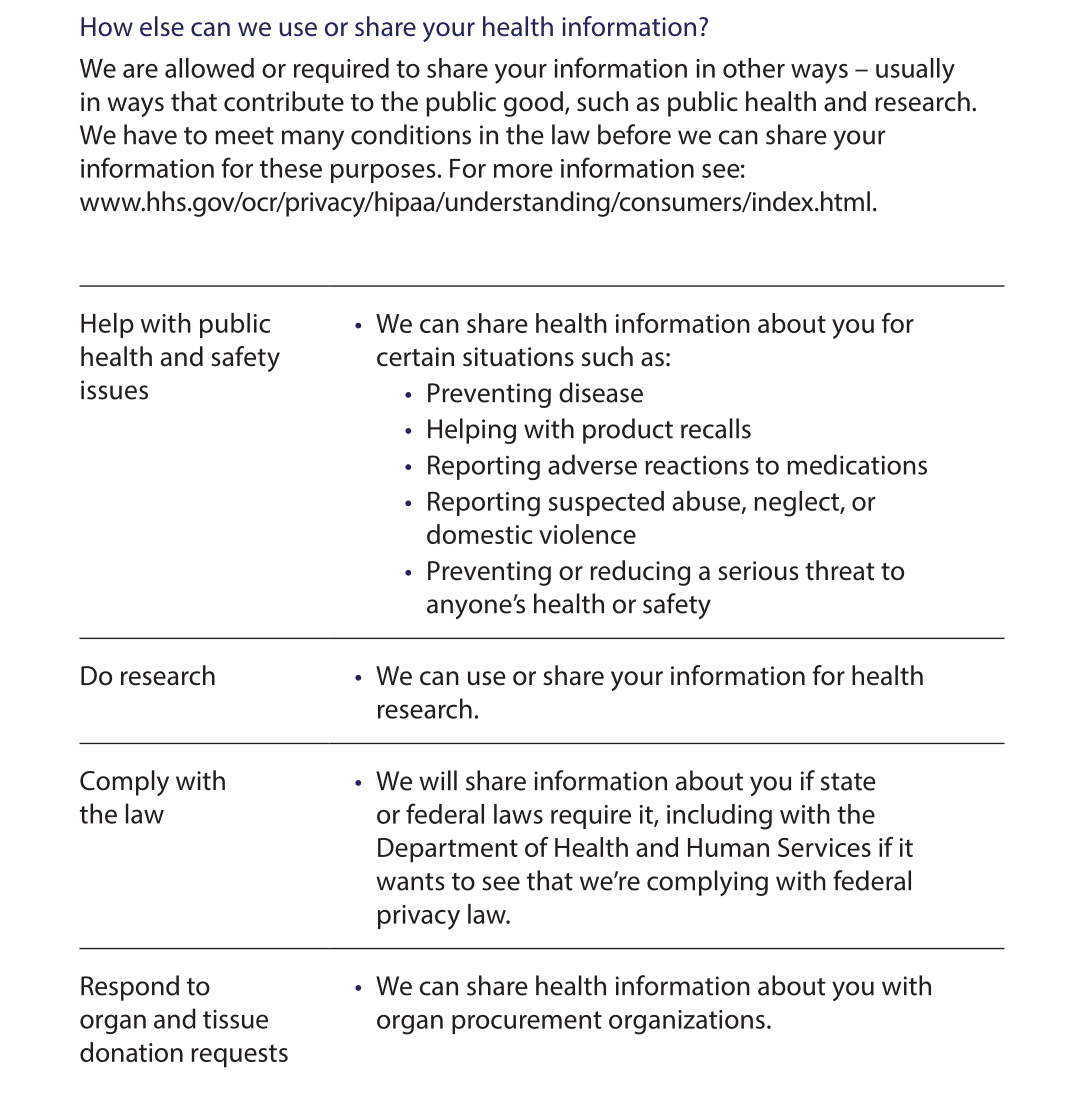 How else can we use or share your health information?
We are allowed or required to share your information in other ways – usually
in ways that contribute to the public good, such as public health and research.
We have to meet many conditions in the law before we can share your
information for these purposes. For more information see:
www.hhs.gov/ocr/privacy/hipaa/understanding/consumers/index.html.
Help with public
health and safety
issues
• We can share health information about you for
certain situations such as:
• Preventing disease
• Helping with product recalls
• Reporting adverse reactions to medications
• Reporting suspected abuse, neglect, or
domestic violence
• Preventing or reducing a serious threat to
anyone’s health or safety
Do research
• We can use or share your information for health
research.
Comply with
the law
• We will share information about you if state
or federal laws require it, including with the
Department of Health and Human Services if it
wants to see that we’re complying with federal
privacy law.
Respond to
organ and tissue
donation requests
• We can share health information about you with
organ procurement organizations.